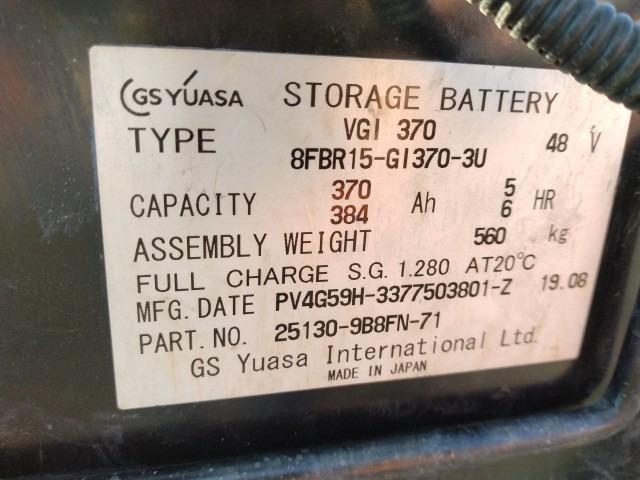 GS YUASA STORAGE BATTERY
TYPE VGI 370 48 V
8FBR15-GI370-3U
CAPACITY 370 Ah 5 HR
384 6
ASSEMBLY WEIGHT 560 kg
FULL CHARGE S.G. 1.280 AT20°C
MFG. DATE PV4G59H-3377503801-Z 19.08
PART. NO. 25130-9B8FN-71
GS Yuasa International Ltd.
MADE IN JAPAN